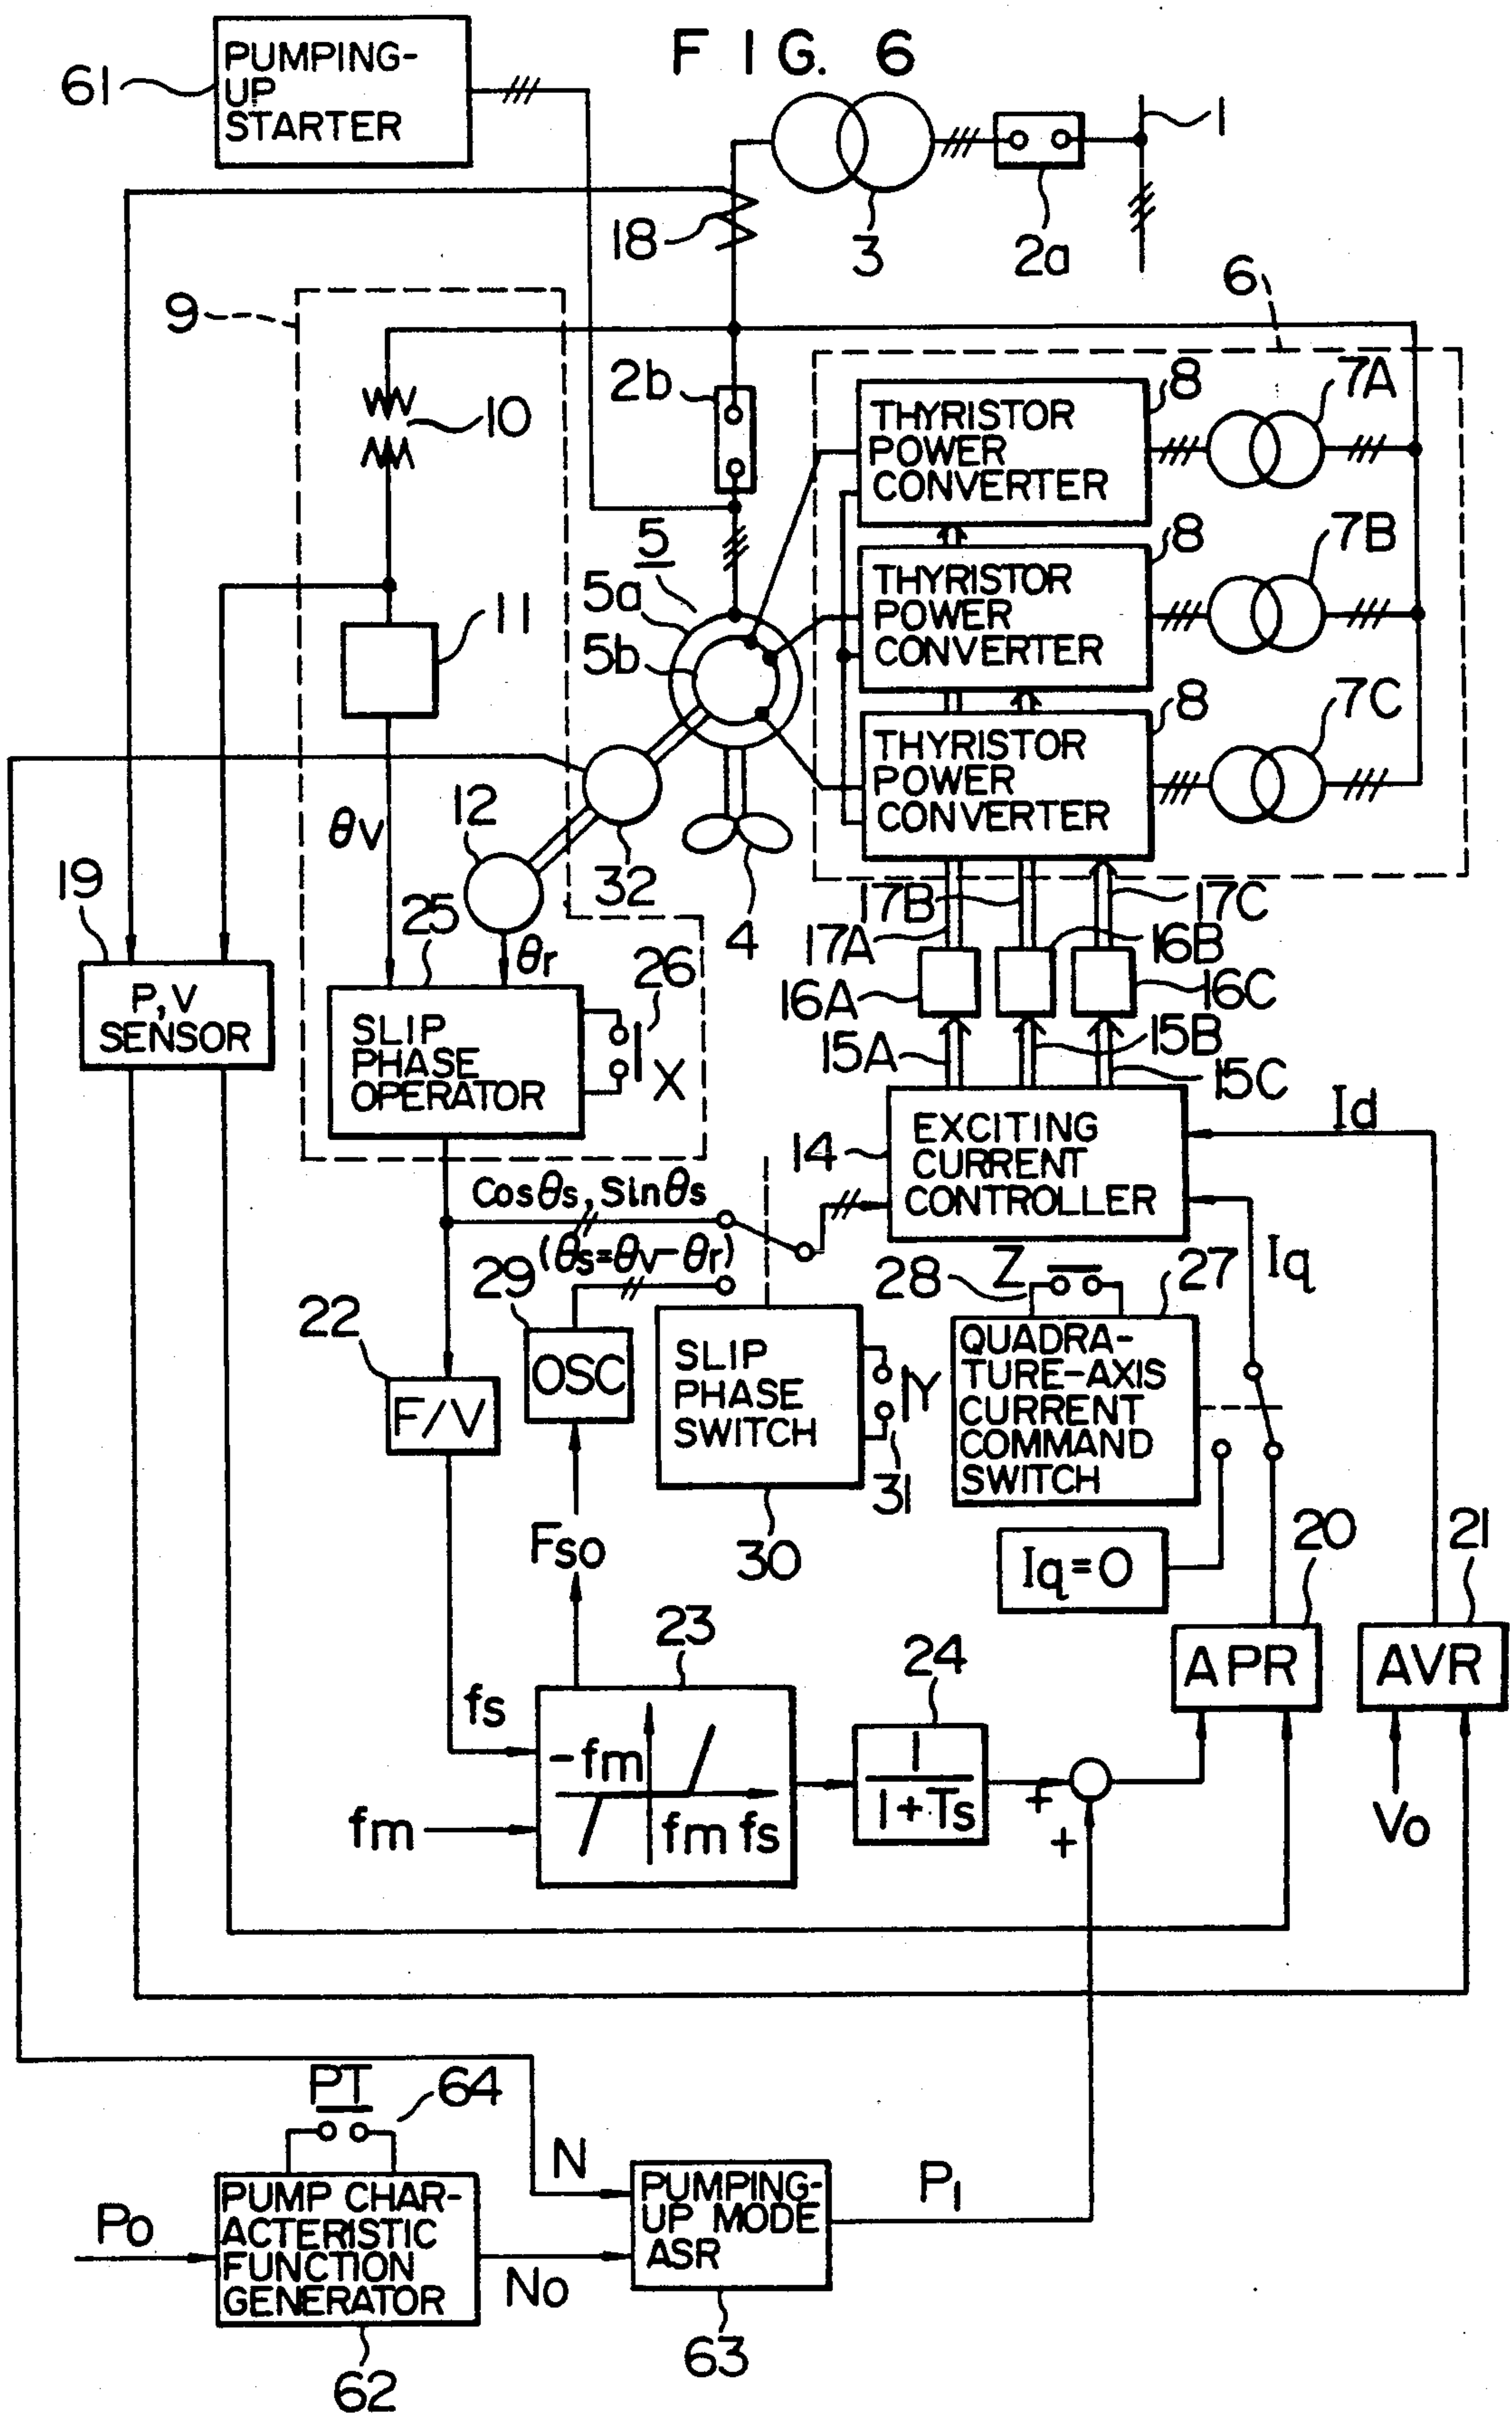 FIG. 6
PUMPING-
UP
STARTER
61
1
18
3
2a
9
6
2b
10
THYRISTOR
POWER
CONVERTER
8
7A
5
5a
5b
11
THYRISTOR
POWER
CONVERTER
8
7B
THYRISTOR
POWER
CONVERTER
8
7C
θv
12
32
4
19
25
θr
26
17B
17C
17A
16B
16A
16C
P,V
SENSOR
SLIP
PHASE
OPERATOR
X
15A
15B
15C
14
EXCITING
CURRENT
CONTROLLER
Id
Cosθs, Sinθs
(θs=θv-θr)
29
28
Z
27
Iq
22
OSC
SLIP
PHASE
SWITCH
Y
QUADRA-
TURE-AXIS
CURRENT
COMMAND
SWITCH
F/V
31
Fso
30
Iq=0
20
21
23
24
APR
AVR
fs
-fm
fm
fm fs
1
1+Ts
+
+
Vo
PT
64
N
Po
PUMP CHAR-
ACTERISTIC
FUNCTION
GENERATOR
No
PUMPING-
UP MODE
ASR
P1
62
63